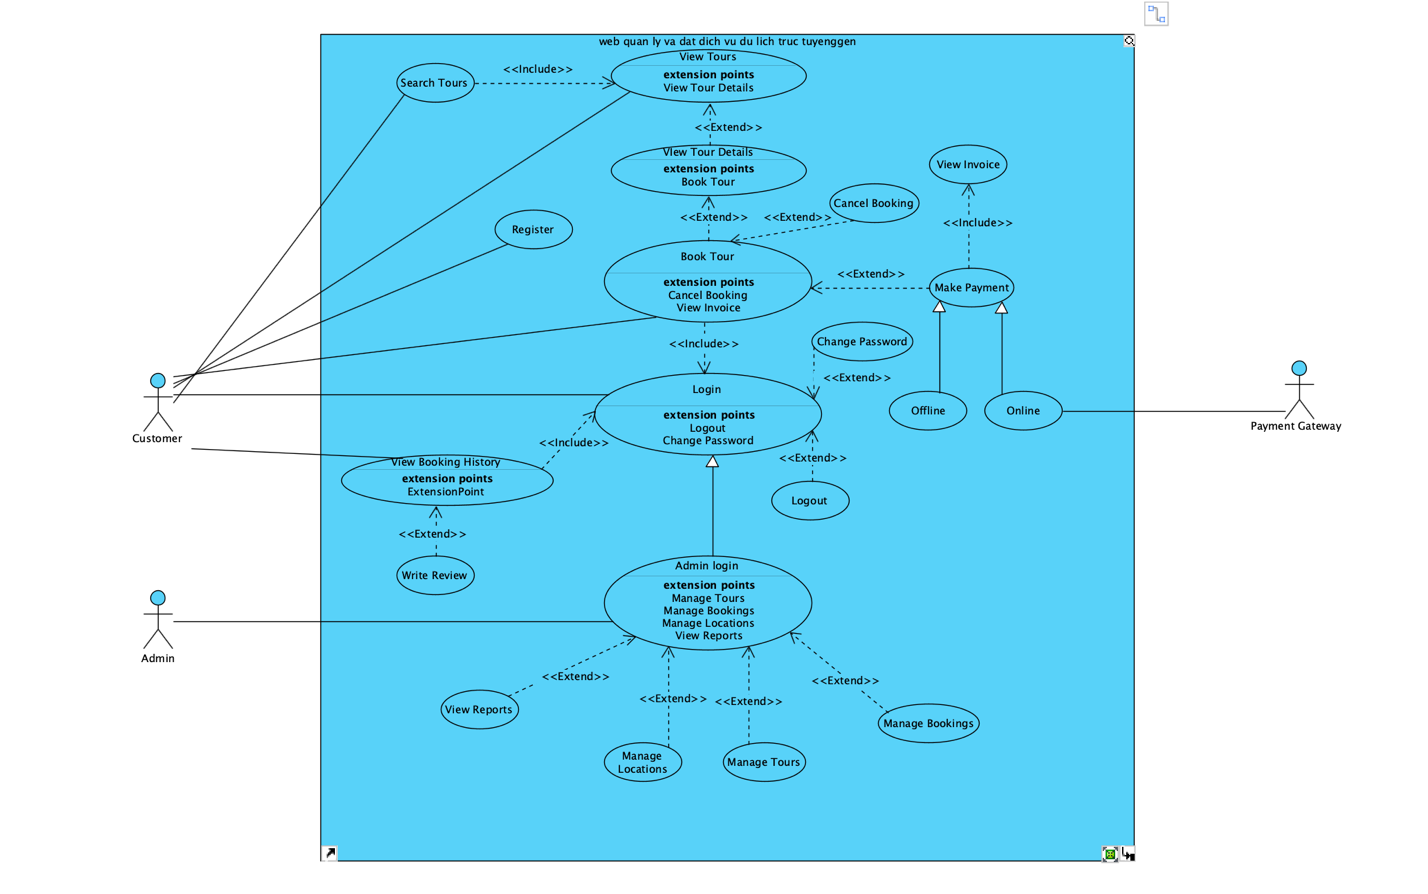 web quan ly va dat dich vu du lich truc tuyenggen
View Tours
extension points
View Tour Details
Search Tours
<<Include>>
<<Extend>>
VIew Tour Details
extension points
Book Tour
View Invoice
Cancel Booking
<<Extend>>
<<Extend>>
<<Include>>
Register
Book Tour
extension points
Cancel Booking
View Invoice
<<Extend>>
Make Payment
<<Include>>
Change Password
<<Extend>>
Login
extension points
Logout
Change Password
Offline
Online
Payment Gateway
Customer
<<Include>>
<<Extend>>
View Booking History
extension points
ExtensionPoint
Logout
<<Extend>>
Write Review
Admin login
extension points
Manage Tours
Manage Bookings
Manage Locations
View Reports
Admin
<<Extend>>
<<Extend>>
<<Extend>>
<<Extend>>
View Reports
Manage Bookings
Manage
Locations
Manage Tours